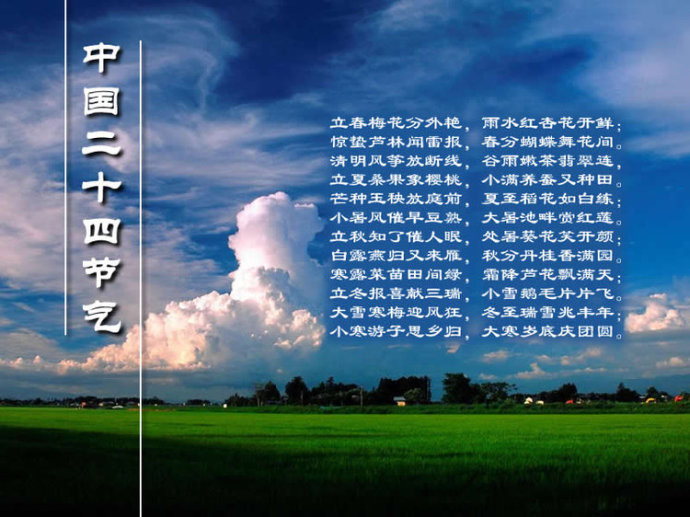 中国二十四节气
立春梅花分外艳，雨水红杏花开鲜；
惊蛰芦林闻雷报，春分蝴蝶舞花间。
清明风筝放断线，谷雨嫩茶翡翠连，
立夏桑果象樱桃，小满养蚕又种田。
芒种玉秧放庭前，夏至稻花如白练；
小暑风催早豆熟，大暑池畔赏红莲。
立秋知了催人眠，处暑葵花笑开颜；
白露燕归又来雁，秋分丹桂香满园。
寒露菜苗田间绿，霜降芦花飘满天；
立冬报喜献三瑞，小雪鹅毛片片飞。
大雪寒梅迎风狂，冬至瑞雪兆丰年；
小寒游子思乡归，大寒岁底庆团圆。